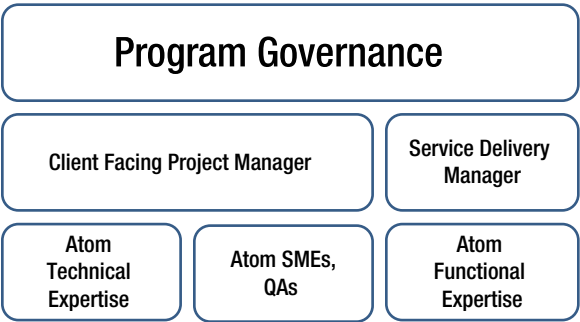 Program Governance
Client Facing Project Manager
Service Delivery
Manager
Atom
Technical
Expertise
Atom SMEs,
QAs
Atom
Functional
Expertise